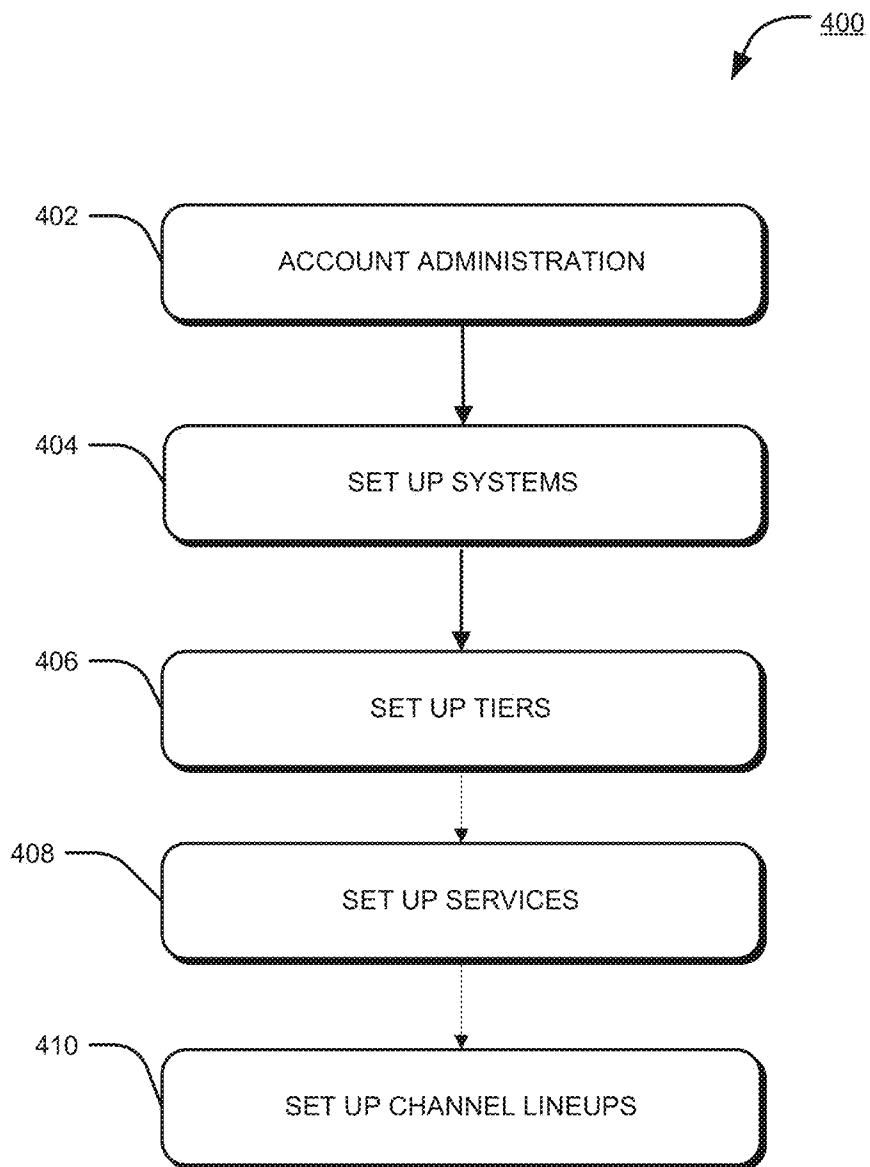 400
402
ACCOUNT ADMINISTRATION
404
SET UP SYSTEMS
406
SET UP TIERS
408
SET UP SERVICES
410
SET UP CHANNEL LINEUPS